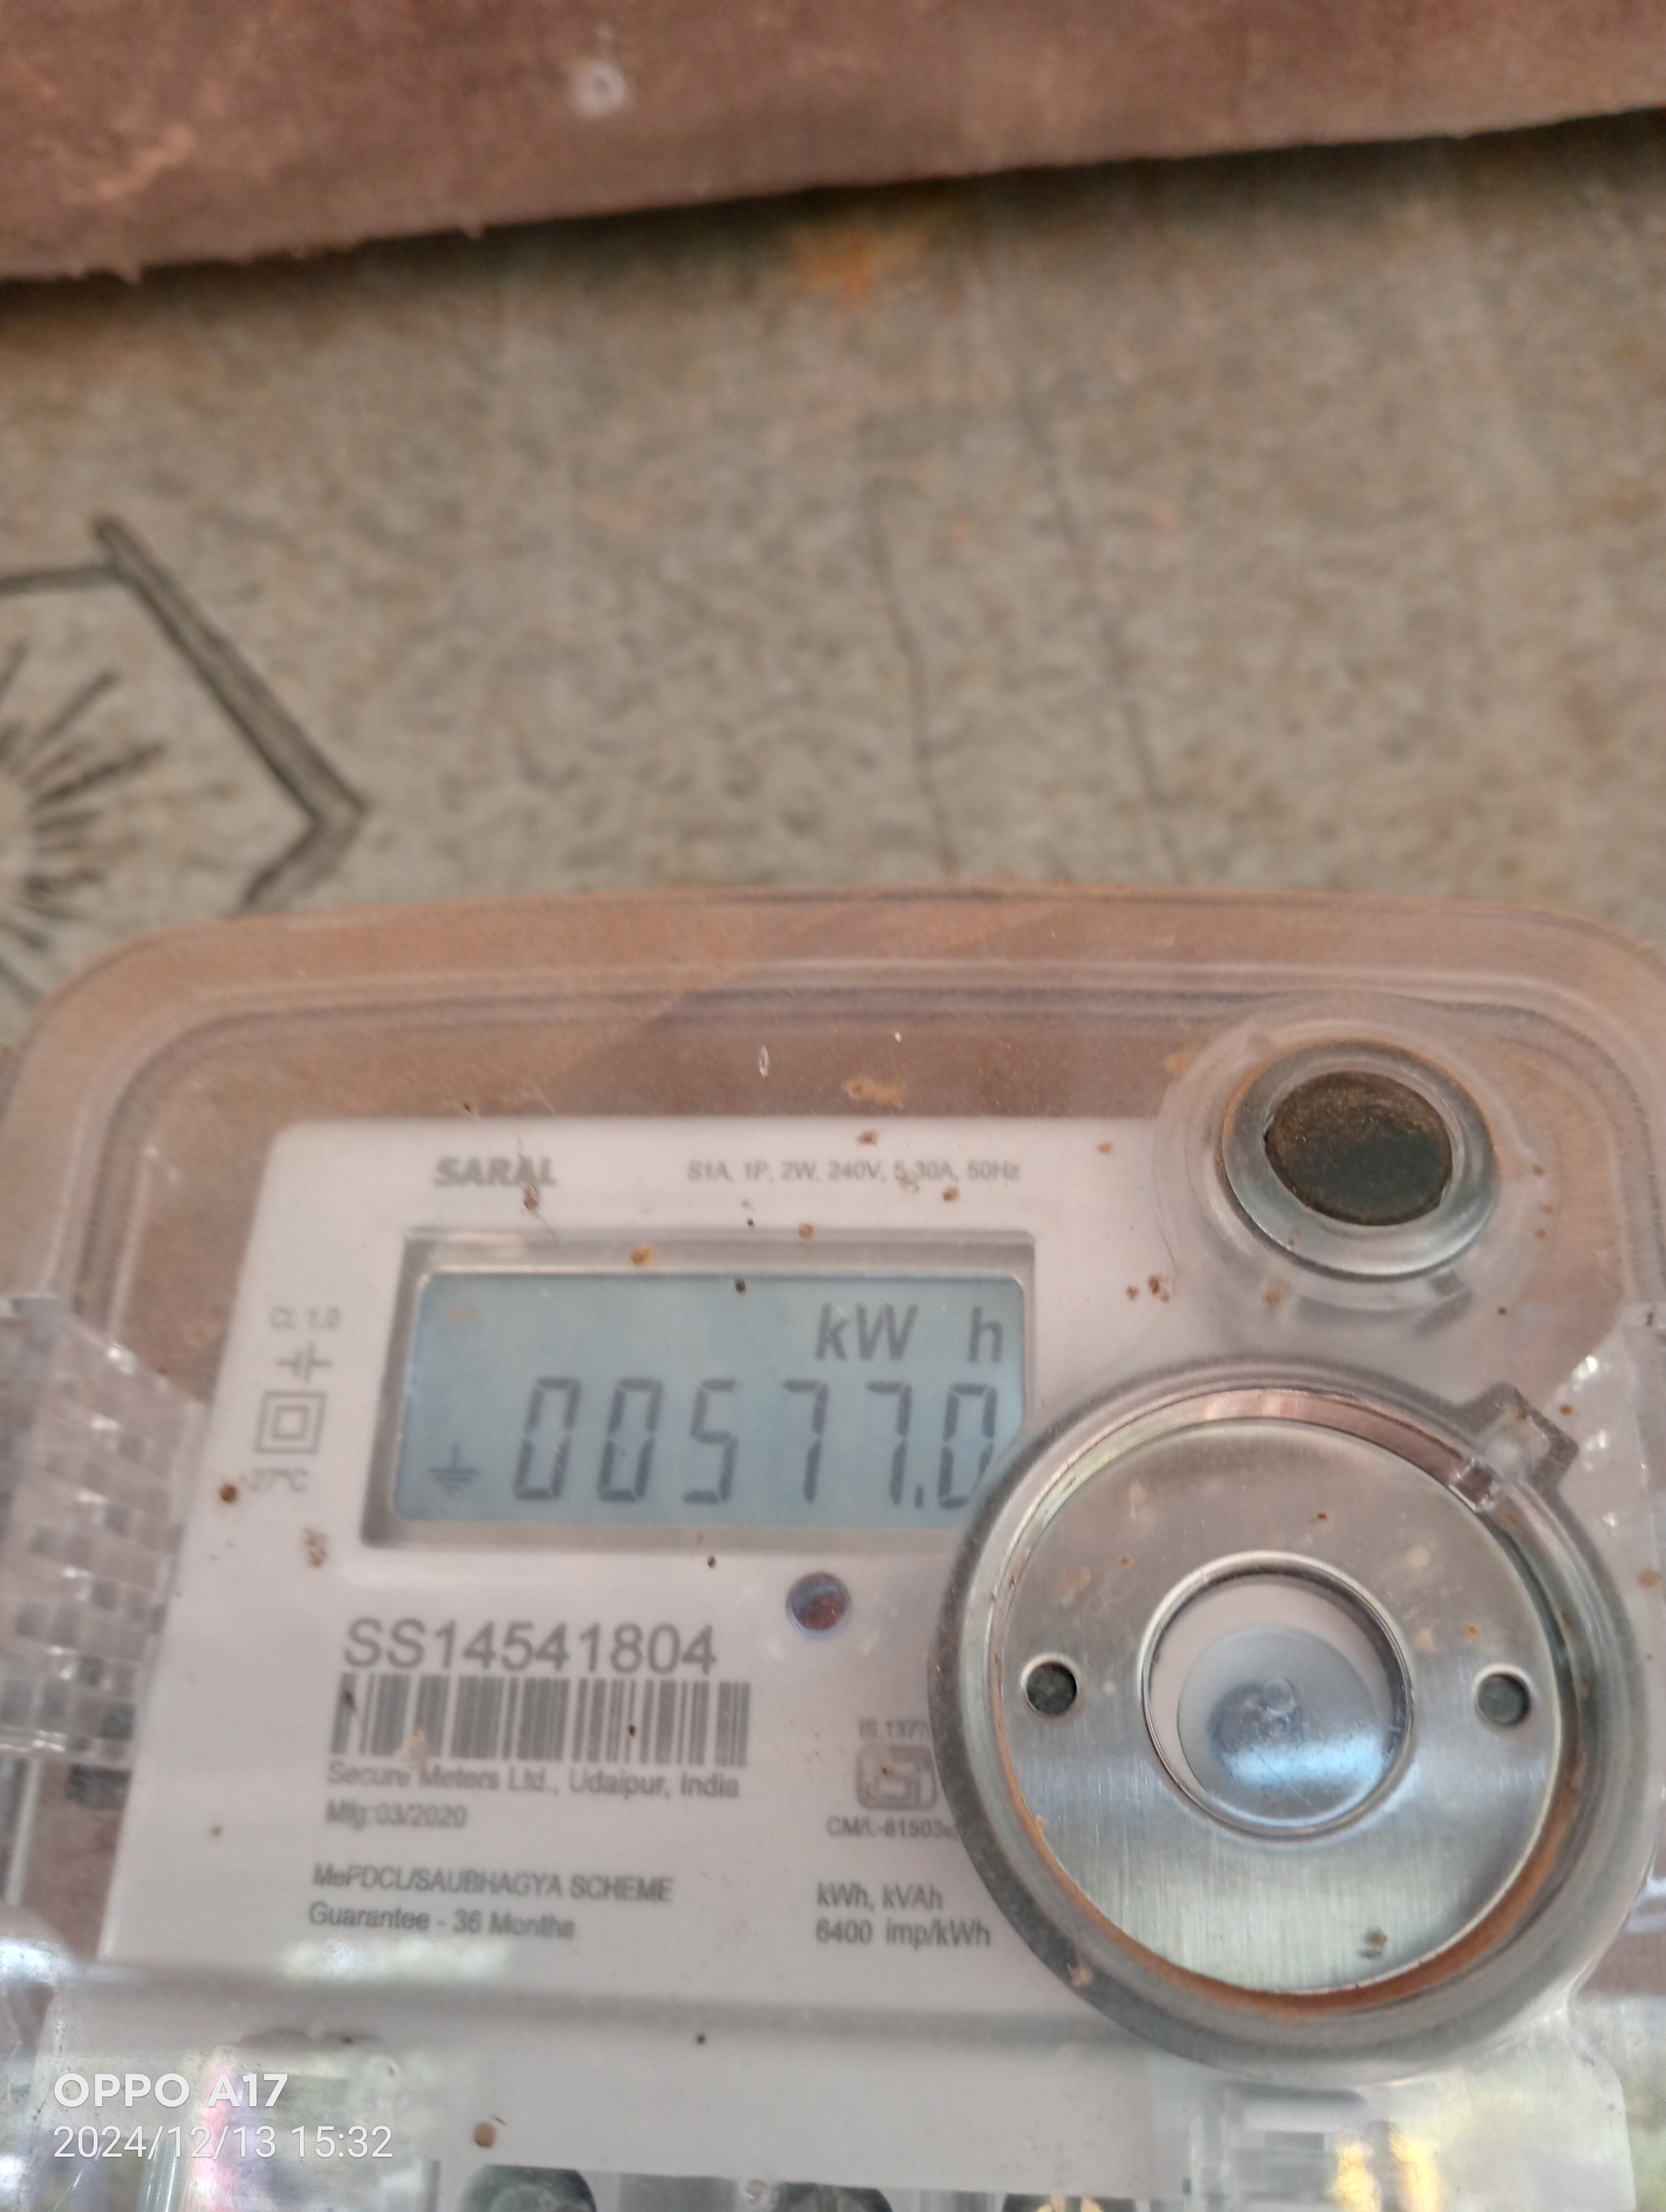 SARAL S1A, 1P, 2W, 240V, 5-30A, 50Hz
kW h
Cl. 1.0
00577.0
27°C
SS14541804
Secure Meters Ltd., Udaipur, India
Mfg:03/2020
MePDCL/SAUBHAGYA SCHEME
Guarantee - 36 Months
kWh, kVAh
6400 imp/kWh
OPPO A17
2024/12/13 15:32